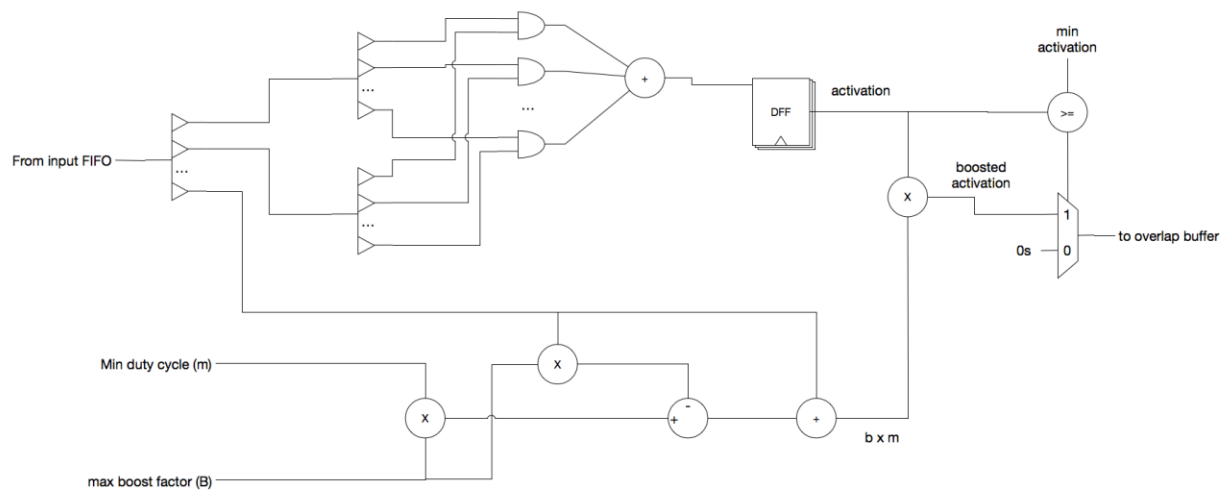 min
activation
...
...
+
DFF
activation
>=
From input FIFO
...
boosted
activation
X
1
...
to overlap buffer
0s
0
Min duty cycle (m)
X
X
-
+
+
b x m
max boost factor (B)